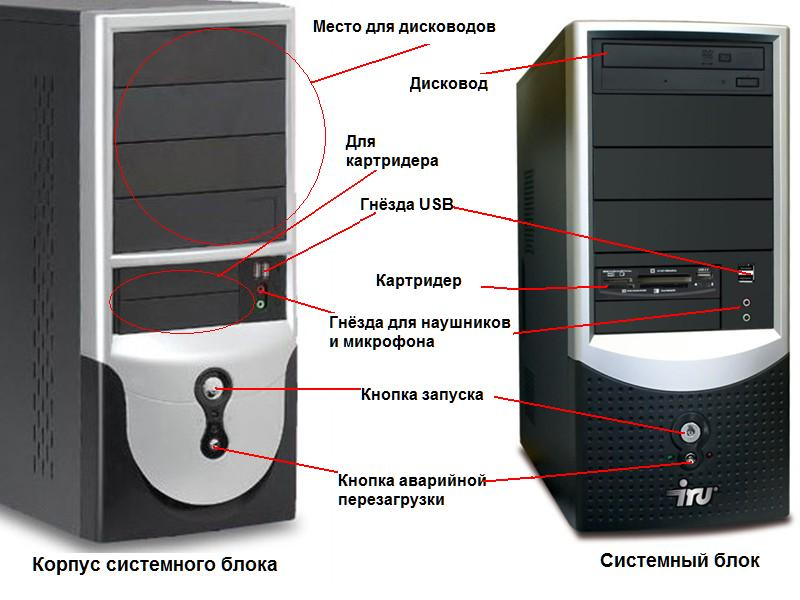 Место для дисководов
Дисковод
Для
картридера
Гнёзда USB
Картридер
Гнёзда для наушников
и микрофона
Кнопка запуска
Кнопка аварийной
перезагрузки
iru
Корпус системного блока
Системный блок